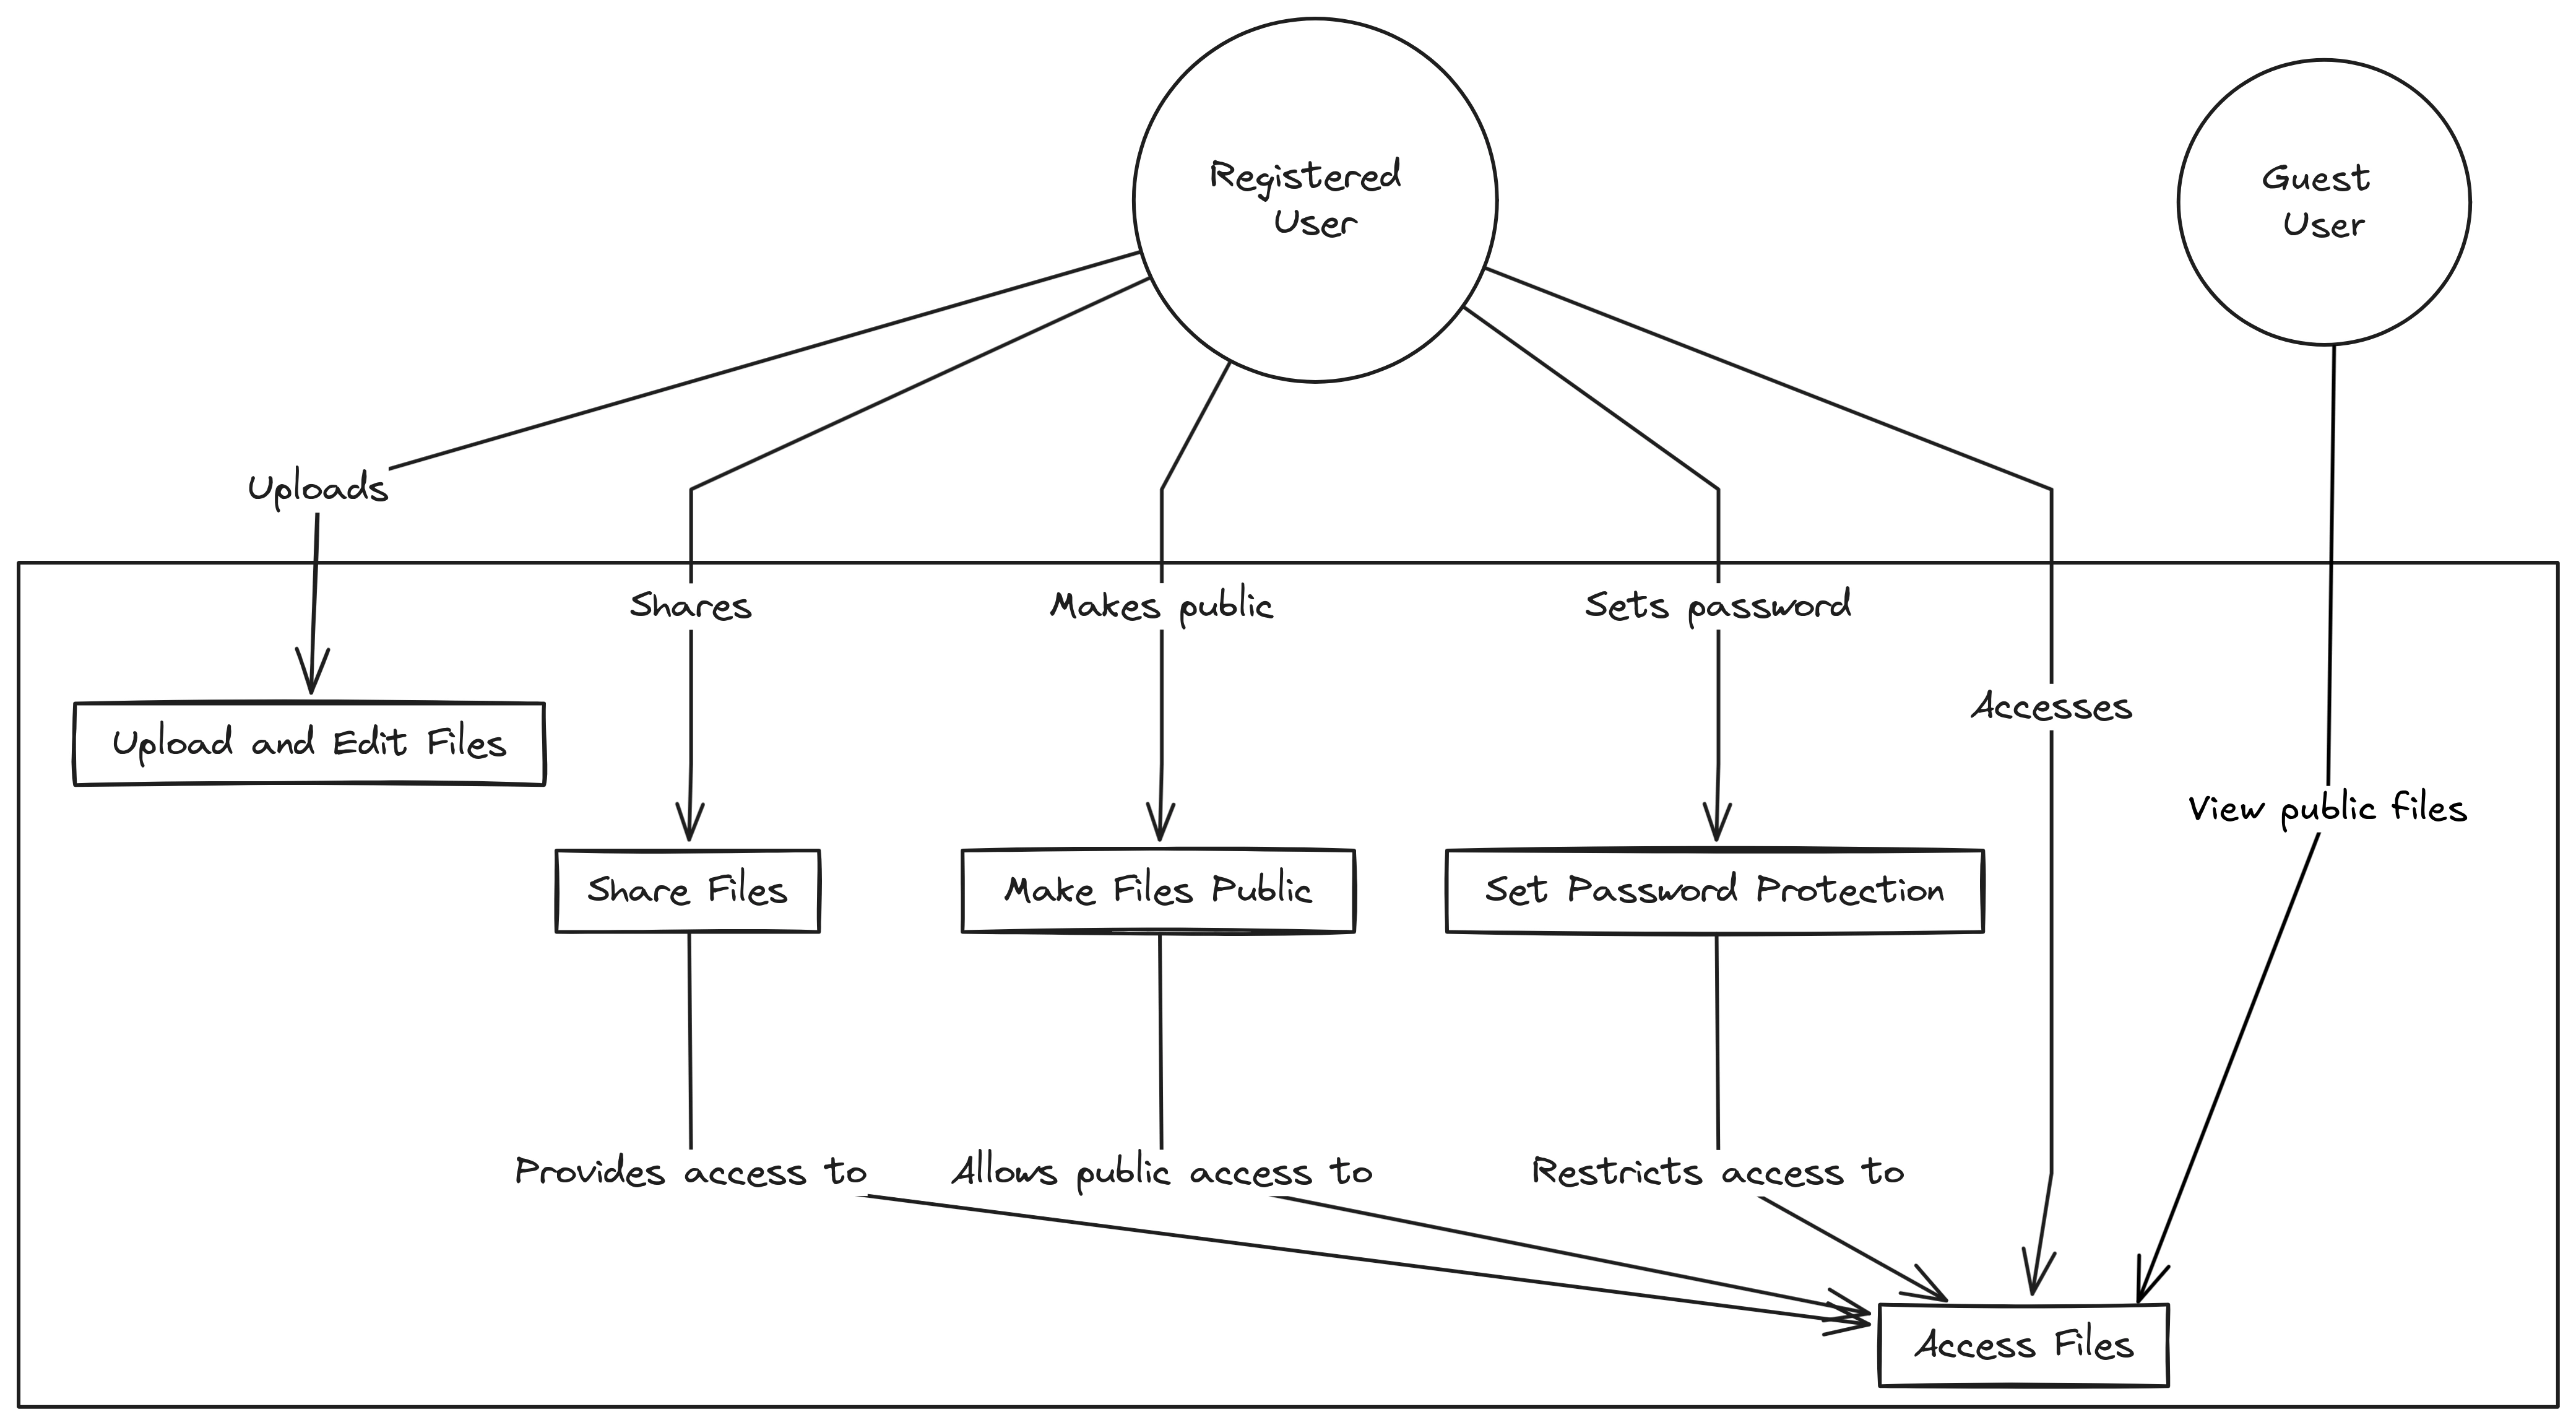 Registered
User
Guest
User
Uploads
Shares
Makes public
Sets password
Accesses
Upload and Edit Files
View public files
Share Files
Make Files Public
Set Password Protection
Provides access to
Allows public access to
Restricts access to
Access Files